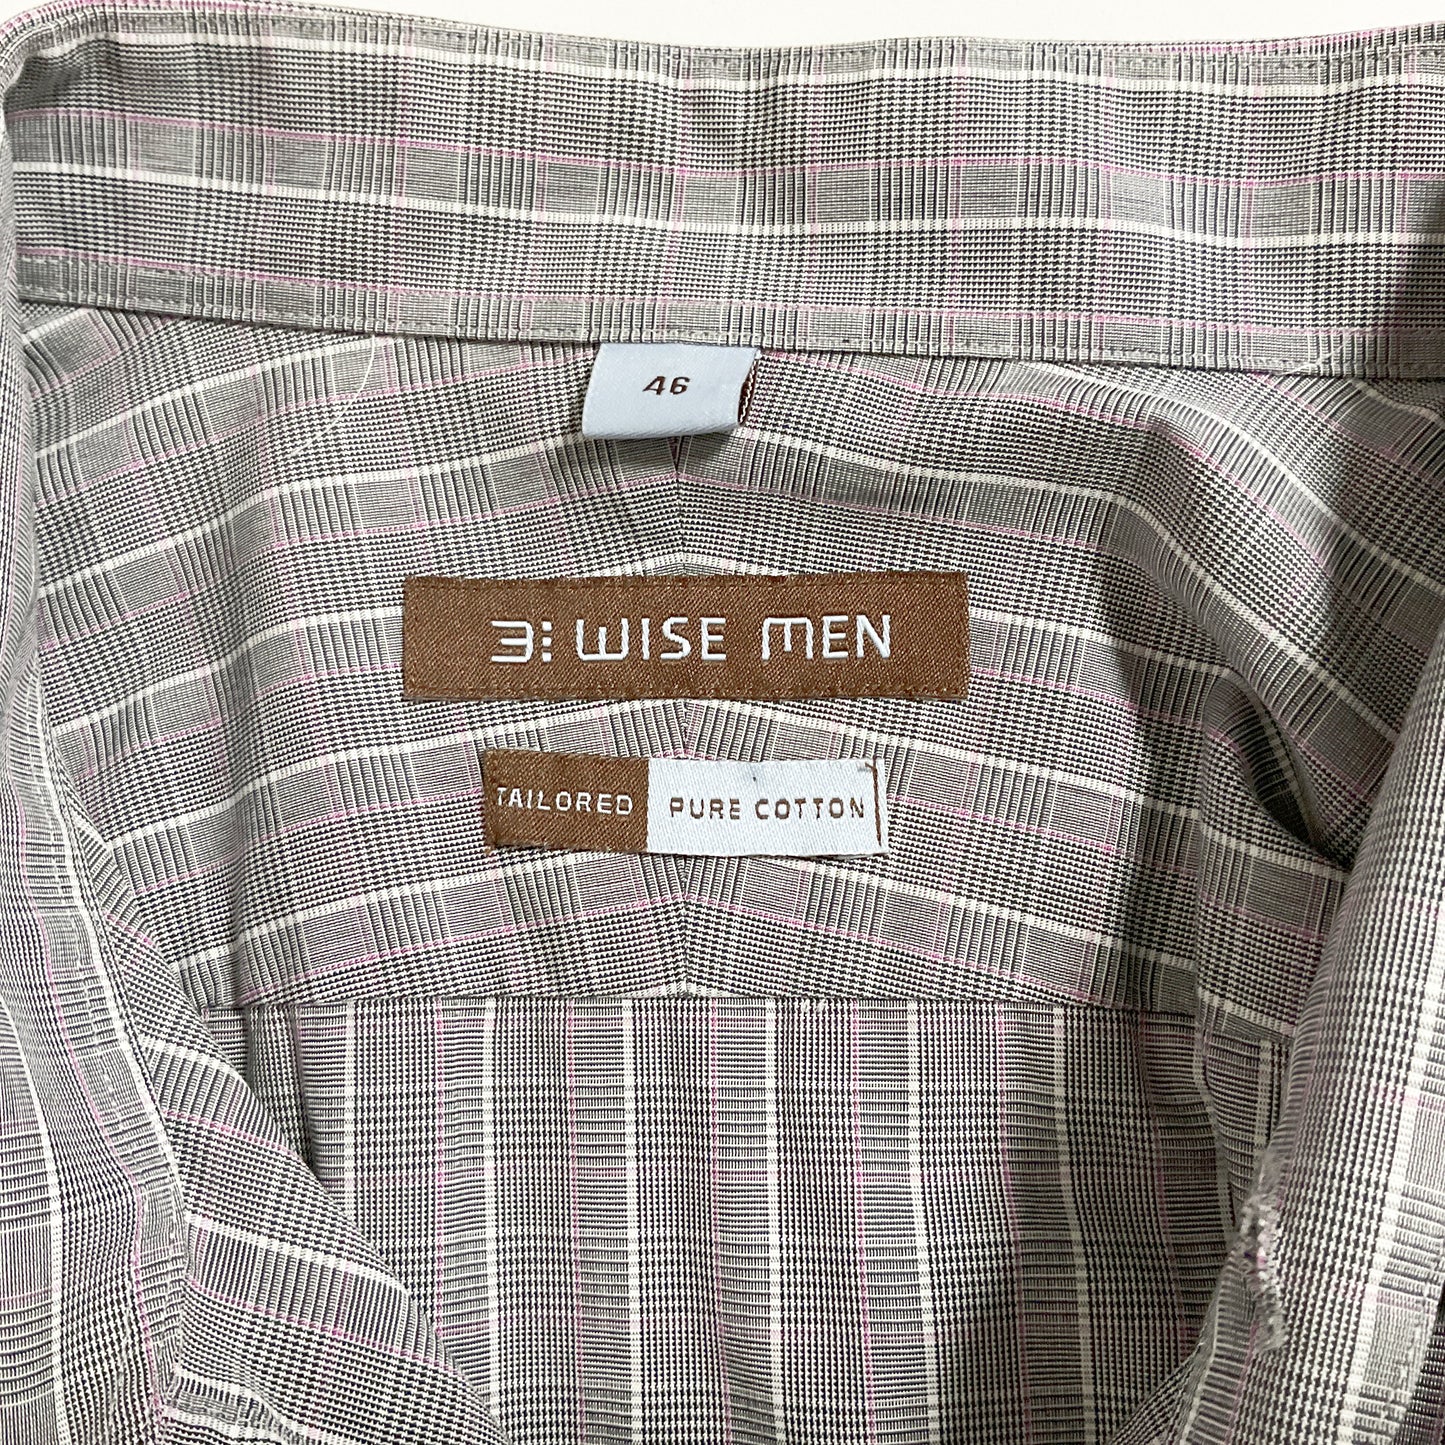 46
3 WISE MEN
TAILORED PURE COTTON